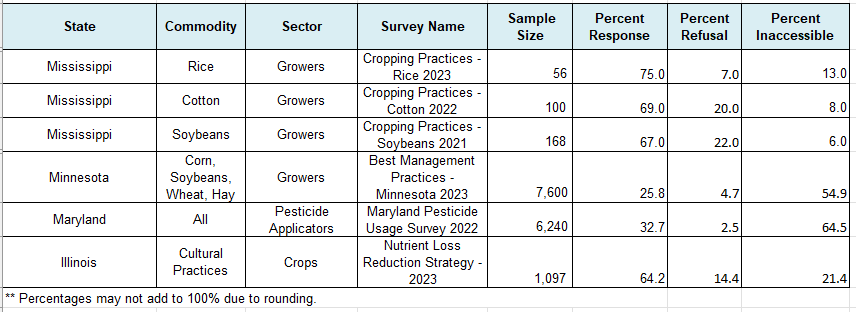 State Commodity Sector Survey Name Sample Size Percent Response Percent Refusal Percent Inaccessible
Mississippi Rice Growers Cropping Practices - Rice 2023 56 75.0 7.0 13.0
Mississippi Cotton Growers Cropping Practices - Cotton 2022 100 69.0 20.0 8.0
Mississippi Soybeans Growers Cropping Practices - Soybeans 2021 168 67.0 22.0 6.0
Minnesota Corn, Soybeans, Wheat, Hay Growers Best Management Practices - Minnesota 2023 7,600 25.8 4.7 54.9
Maryland All Pesticide Applicators Maryland Pesticide Usage Survey 2022 6,240 32.7 2.5 64.5
Illinois Cultural Practices Crops Nutrient Loss Reduction Strategy - 2023 1,097 64.2 14.4 21.4
** Percentages may not add to 100% due to rounding.